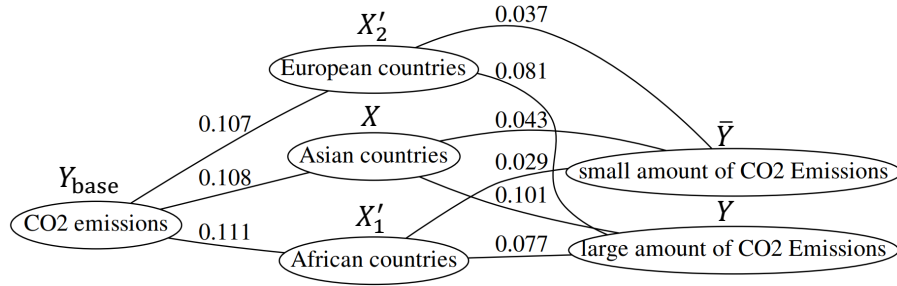 X′₂
0.037
European countries
0.081
0.107
X
0.043
Ȳ
Asian countries
0.029
small amount of CO2 Emissions
Y_base
0.108
0.101
Y
CO2 emissions
X′₁
0.111
0.077
large amount of CO2 Emissions
African countries